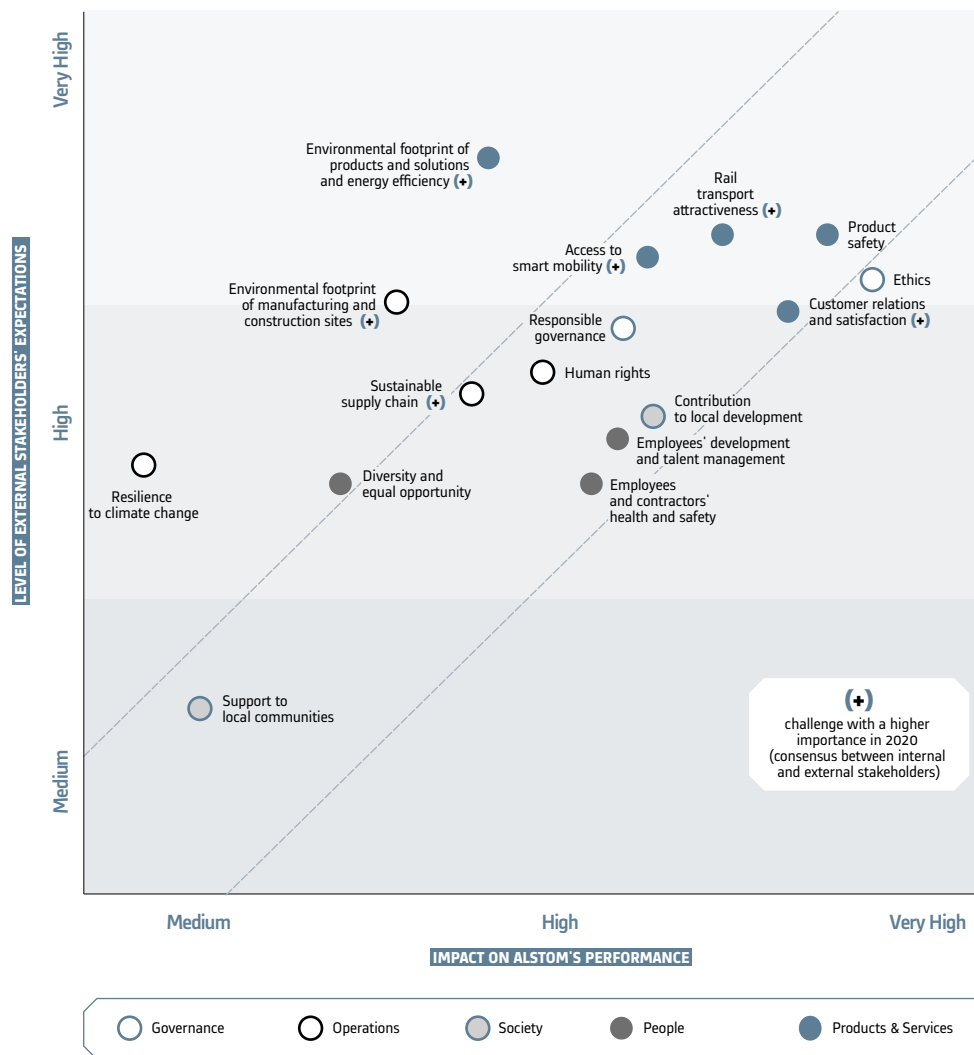 Very High
High
Medium
LEVEL OF EXTERNAL STAKEHOLDERS' EXPECTATIONS
Environmental footprint of
products and solutions
and energy efficiency (+)
Rail
transport
attractiveness (+)
Product
safety
Access to
smart mobility (+)
Ethics
Environmental footprint
of manufacturing and
construction sites (+)
Customer relations
and satisfaction (+)
Responsible
governance
Human rights
Sustainable
supply chain (+)
Contribution
to local development
Employees' development
and talent management
Diversity and
equal opportunity
Employees
and contractors'
health and safety
Resilience
to climate change
Support to
local communities
(+)
challenge with a higher
importance in 2020
(consensus between internal
and external stakeholders)
Medium
High
Very High
IMPACT ON ALSTOM'S PERFORMANCE
Governance
Operations
Society
People
Products & Services